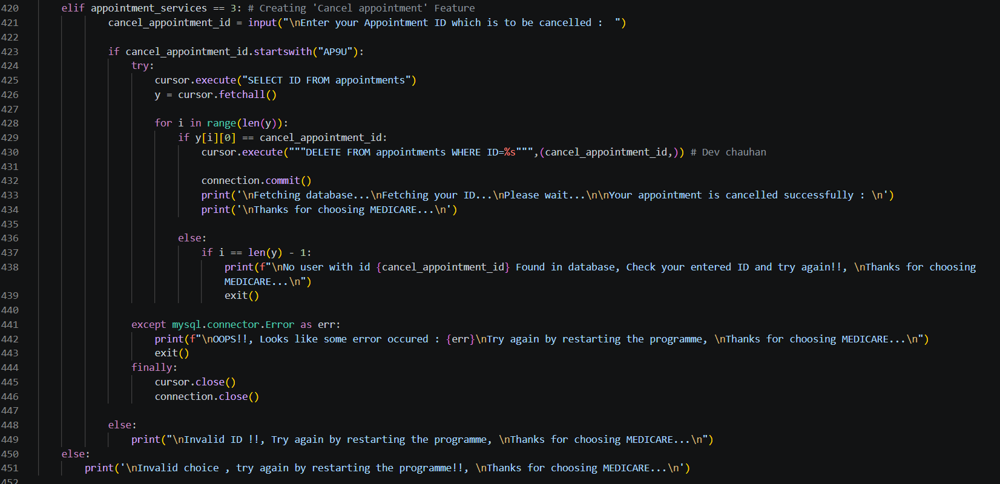 420 elif appointment_services == 3: # Creating 'Cancel appointment' Feature
421 cancel_appointment_id = input("\nEnter your Appointment ID which is to be cancelled :  ")
422
423 if cancel_appointment_id.startswith("AP9U"):
424 try:
425 cursor.execute("SELECT ID FROM appointments")
426 y = cursor.fetchall()
427
428 for i in range(len(y)):
429 if y[i][0] == cancel_appointment_id:
430 cursor.execute("""DELETE FROM appointments WHERE ID=%s""",(cancel_appointment_id,)) # Dev chauhan
431
432 connection.commit()
433 print('\nFetching database...\nFetching your ID...\nPlease wait...\n\nYour appointment is cancelled successfully : \n')
434 print('\nThanks for choosing MEDICARE...\n')
435
436 else:
437 if i == len(y) - 1:
438 print(f"\nNo user with id {cancel_appointment_id} Found in database, Check your entered ID and try again!!, \nThanks for choosing
MEDICARE...\n")
439 exit()
440
441 except mysql.connector.Error as err:
442 print(f"\nOOPS!!, Looks like some error occured : {err}\nTry again by restarting the programme, \nThanks for choosing MEDICARE...\n")
443 exit()
444 finally:
445 cursor.close()
446 connection.close()
447
448 else:
449 print("\nInvalid ID !!, Try again by restarting the programme, \nThanks for choosing MEDICARE...\n")
450 else:
451 print('\nInvalid choice , try again by restarting the programme!!, \nThanks for choosing MEDICARE...\n')
452